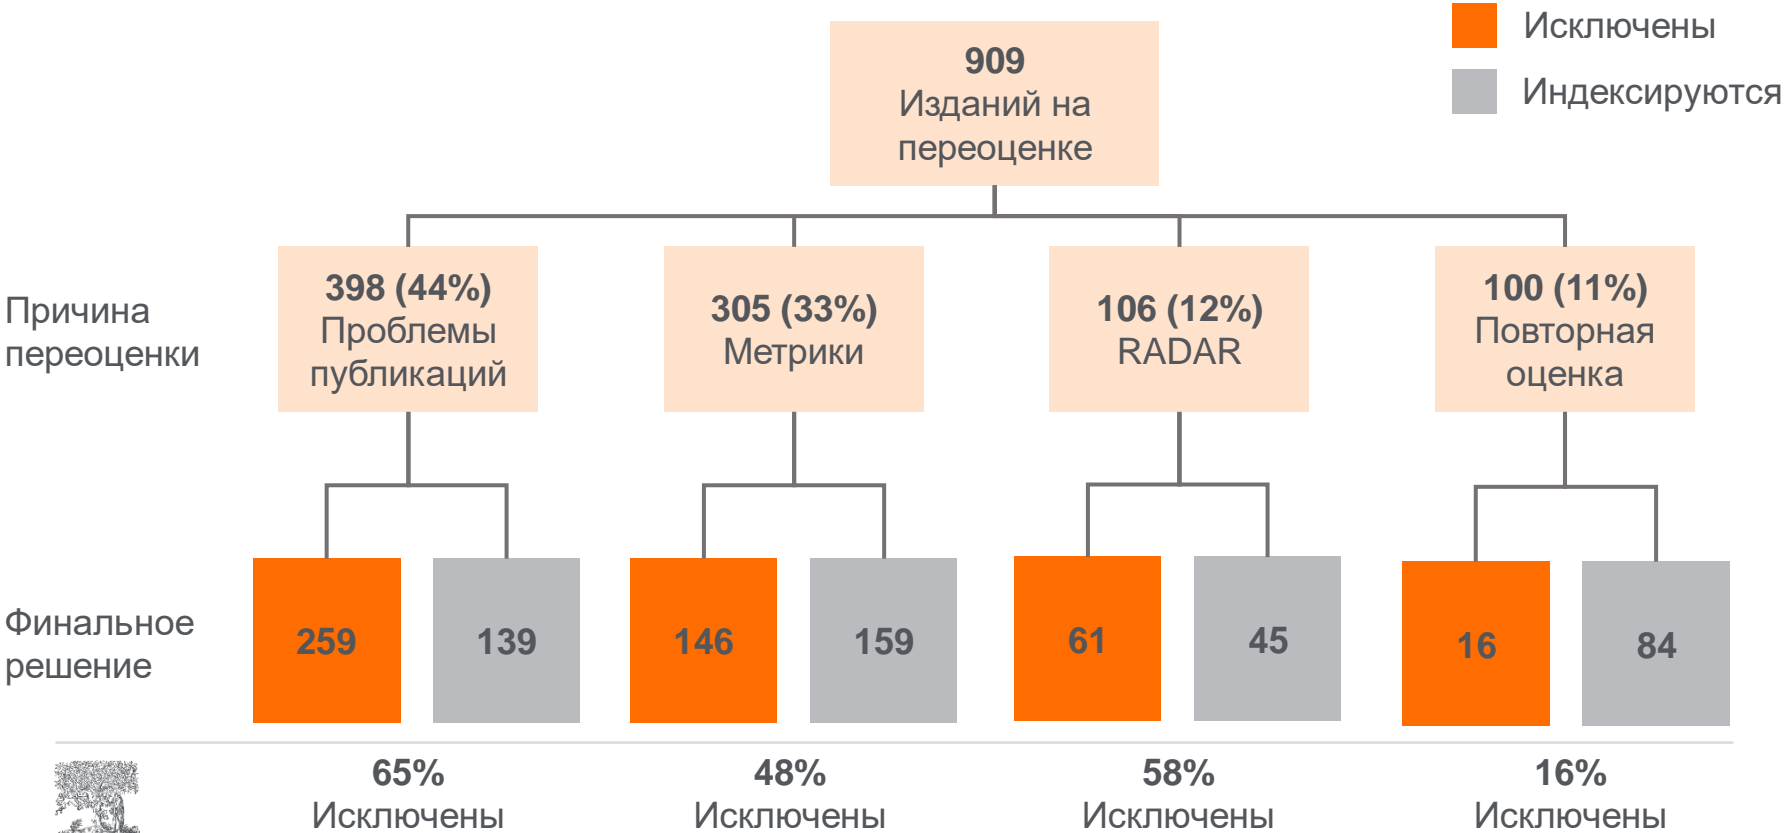 Исключены
Индексируются
909
Изданий на
переоценке
Причина
переоценки
398 (44%)
Проблемы
публикаций
305 (33%)
Метрики
106 (12%)
RADAR
100 (11%)
Повторная
оценка
Финальное
решение
259
139
146
159
61
45
16
84
65%
Исключены
48%
Исключены
58%
Исключены
16%
Исключены